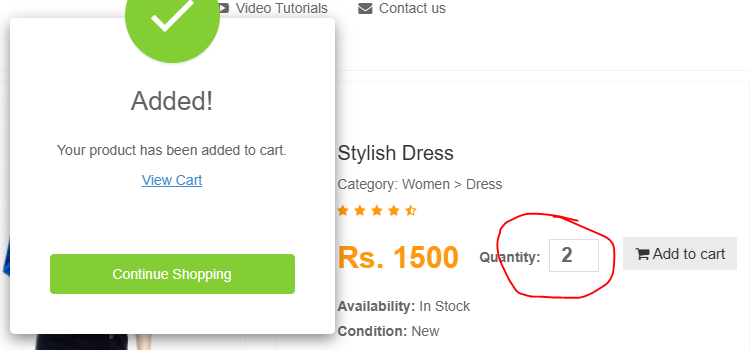 Video Tutorials
Contact us
Added!
Your product has been added to cart.
View Cart
Continue Shopping
Stylish Dress
Category: Women > Dress
Rs. 1500
Quantity: 2
Add to cart
Availability: In Stock
Condition: New